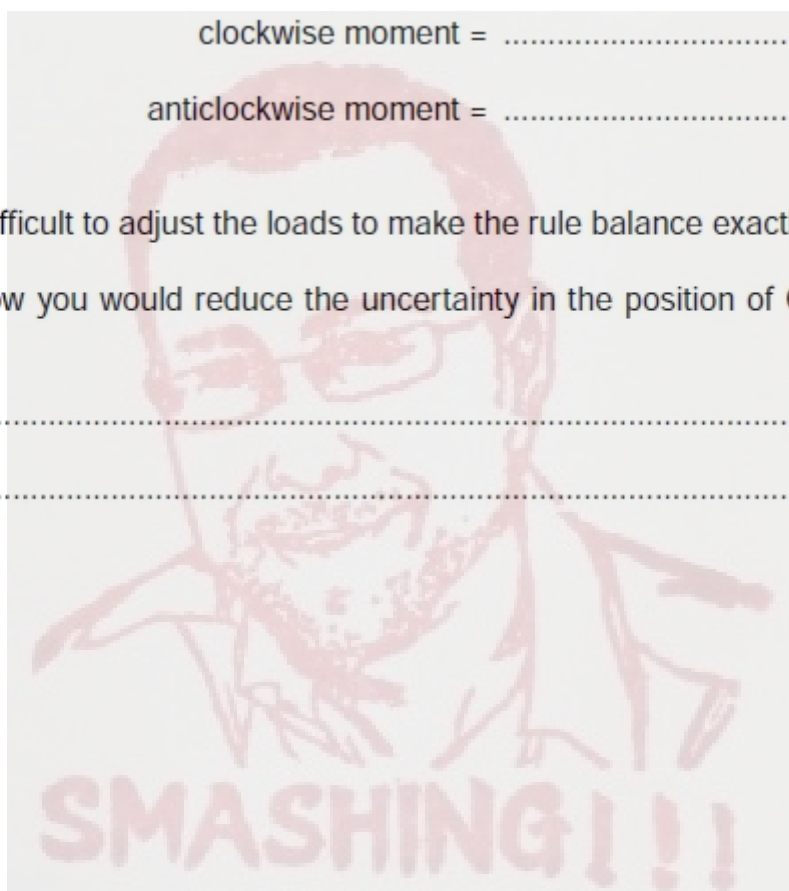 clockwise moment = ................................
anticlockwise moment = ................................
fficult to adjust the loads to make the rule balance exactl
w you would reduce the uncertainty in the position of
..........................................................................................
..........................................................................................
SMASHING!!!